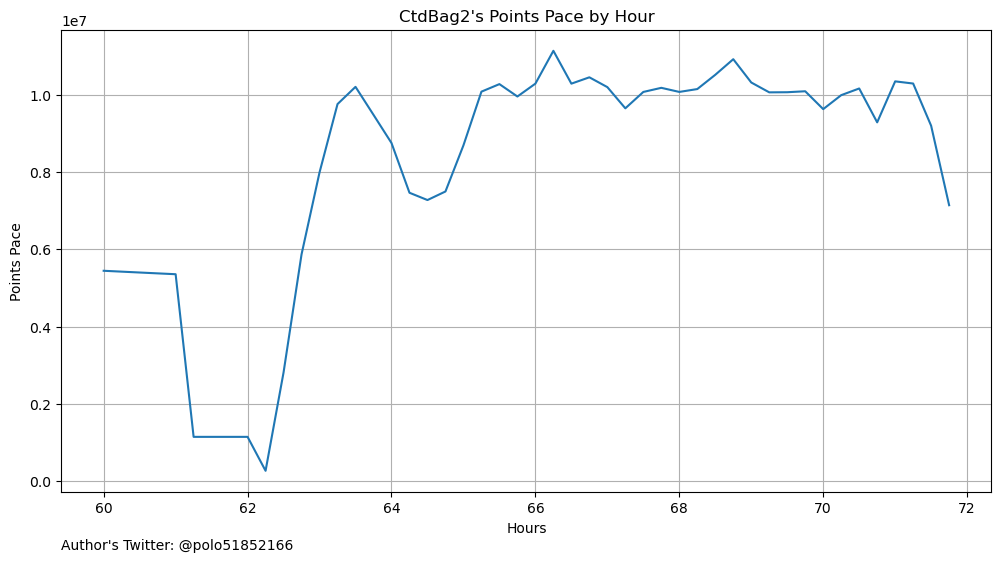 CtdBag2's Points Pace by Hour
1e7
1.0
0.8
0.6
0.4
0.2
0.0
Points Pace
60 62 64 66 68 70 72
Hours
Author's Twitter: @polo51852166